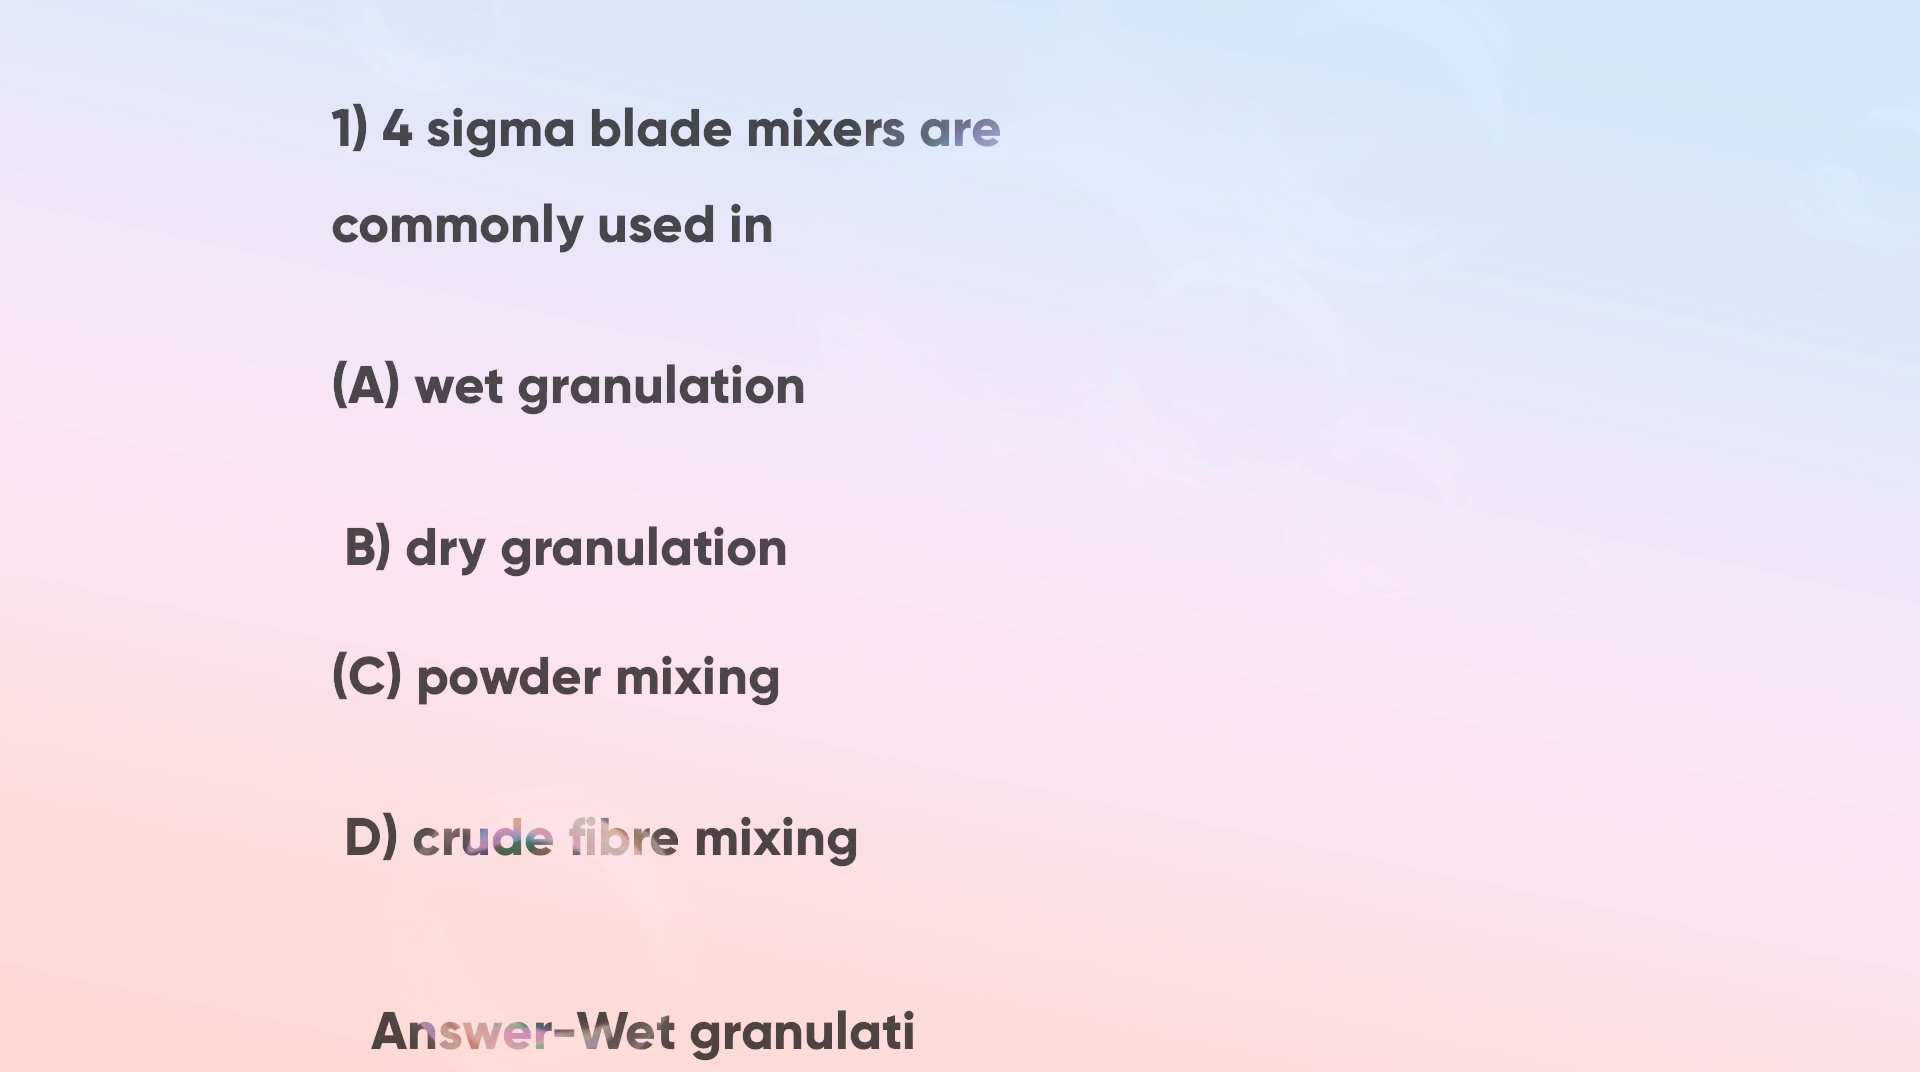 1) 4 sigma blade mixers are
commonly used in
(A) wet granulation
B) dry granulation
(C) powder mixing
D) crude fibre mixing
Answer-Wet granulati